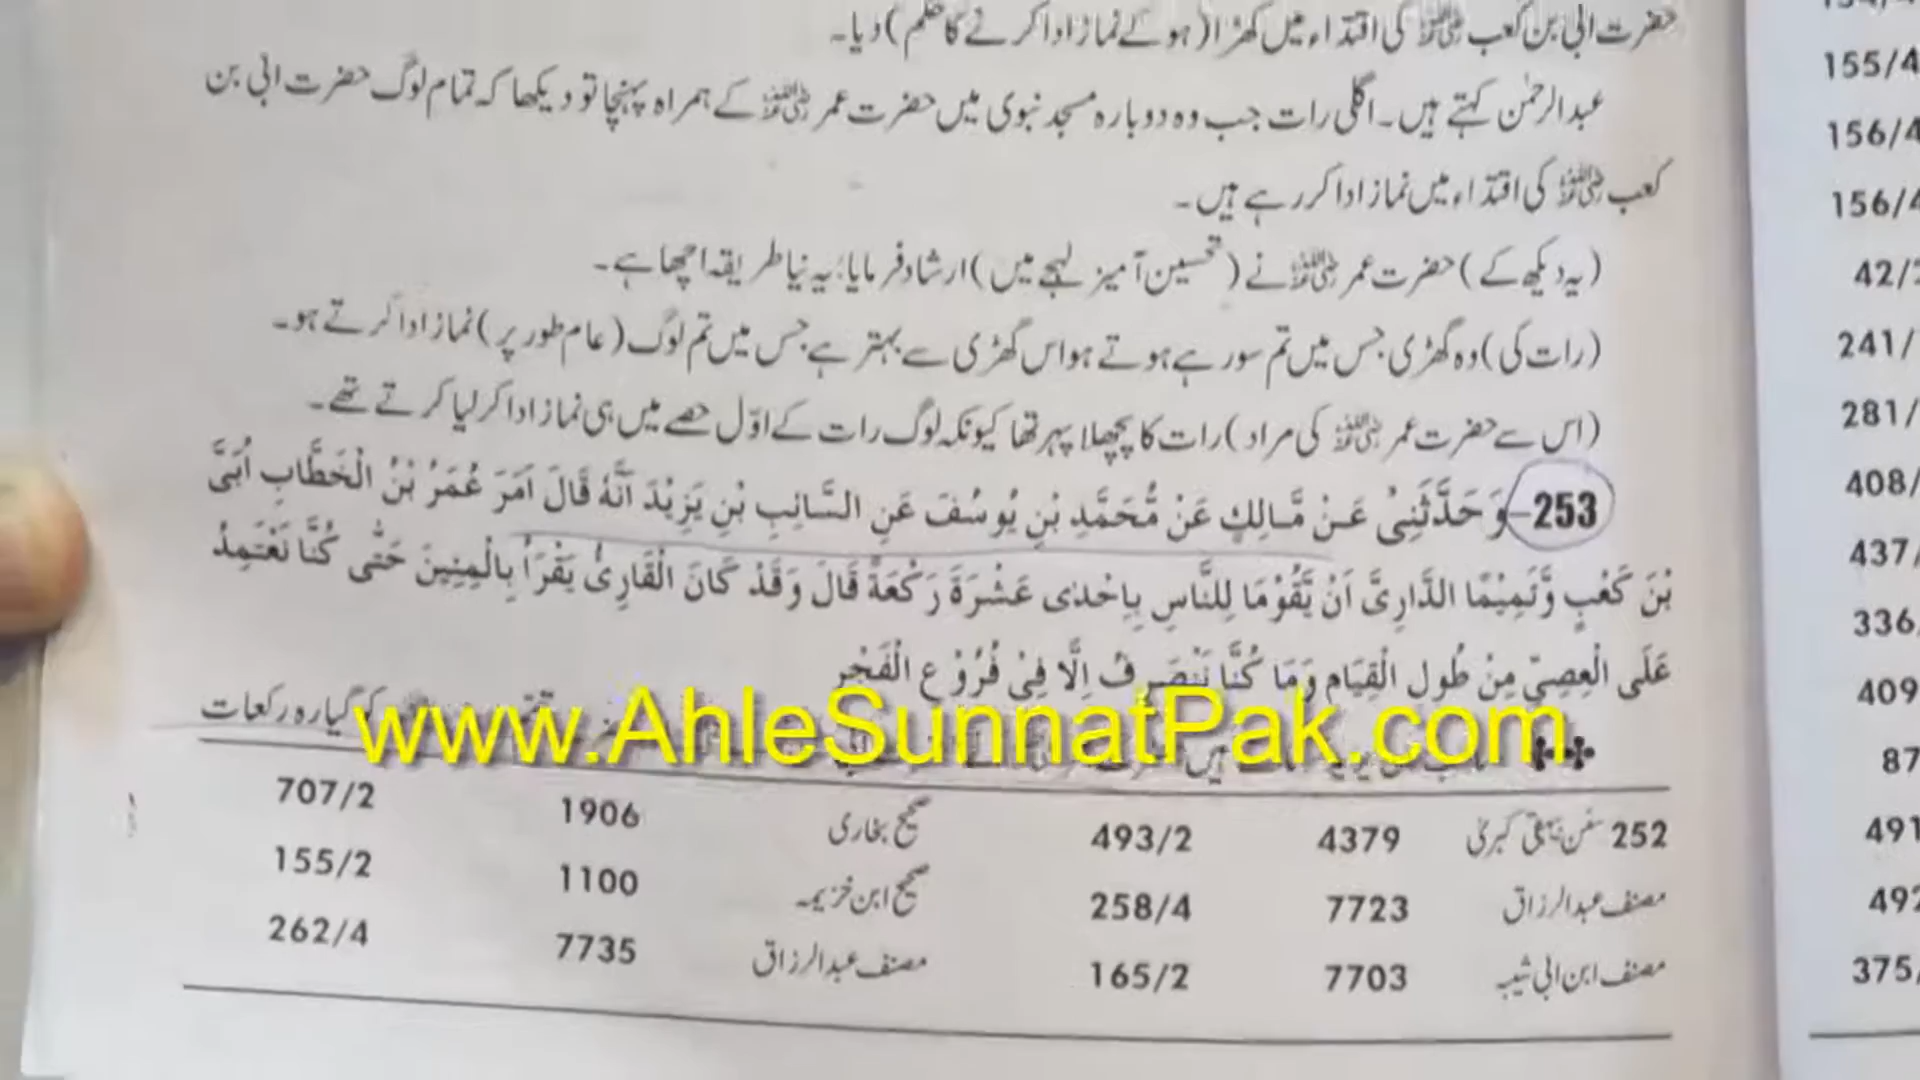 حضرت ابی بن کعب رضی اللہ عنہ کی اقتداء میں کھڑا (ہو کے نماز ادا کرنے کا حکم) دیا۔
عبدالرحمٰن کہتے ہیں۔ اگلی رات جب وہ دوبارہ مسجد نبوی میں حضرت عمر رضی اللہ عنہ کے ہمراہ پہنچا تو دیکھا کہ تمام لوگ حضرت ابی بن
کعب رضی اللہ عنہ کی اقتداء میں نماز ادا کر رہے ہیں۔
(یہ دیکھ کے) حضرت عمر رضی اللہ عنہ نے (تحسین آمیز لہجے میں) ارشاد فرمایا: یہ نیا طریقہ اچھا ہے۔
(رات کی) وہ گھڑی جس میں تم سو رہے ہوتے ہو اس گھڑی سے بہتر ہے جس میں تم لوگ (عام طور پر) نماز ادا کرتے ہو۔
(اس سے حضرت عمر رضی اللہ عنہ کی مراد) رات کا پچھلا پہر تھا کیونکہ لوگ رات کے اوّل حصے میں ہی نماز ادا کر لیا کرتے تھے۔
253- وَحَدَّثَنِیْ عَنْ مَّالِكٍ عَنْ مُّحَمَّدِ بْنِ یُوسُفَ عَنِ السَّائِبِ بْنِ یَزِیْدَ اَنَّهٗ قَالَ اَمَرَ عُمَرُ بْنُ الْخَطَّابِ اُبَیَّ
بْنَ كَعْبٍ وَّتَمِیْمًا الدَّارِیَّ اَنْ یَّقُوْمَا لِلنَّاسِ بِاِحْدٰی عَشْرَةَ رَكْعَةً قَالَ وَقَدْ كَانَ الْقَارِیُٔ یَقْرَاُ بِالْمِئِیْنَ حَتّٰی كُنَّا نَعْتَمِدُ
عَلَی الْعِصِیِّ مِنْ طُولِ الْقِیَامِ وَمَا كُنَّا نَنْصَرِفُ اِلَّا فِیْ فُرُوْعِ الْفَجْرِ
کو گیارہ رکعات
www.AhleSunnatPak.com
252 سنن بیہقی کبریٰ 4379 493/2 صحیح بخاری 1906 707/2
مصنف عبدالرزاق 7723 258/4 صحیح ابن خزیمہ 1100 155/2
مصنف ابن ابی شیبہ 7703 165/2 مصنف عبدالرزاق 7735 262/4
155/4
156/4
156/4
42/
241/
281/
408/
437/
336/
409
87
491
492
375/